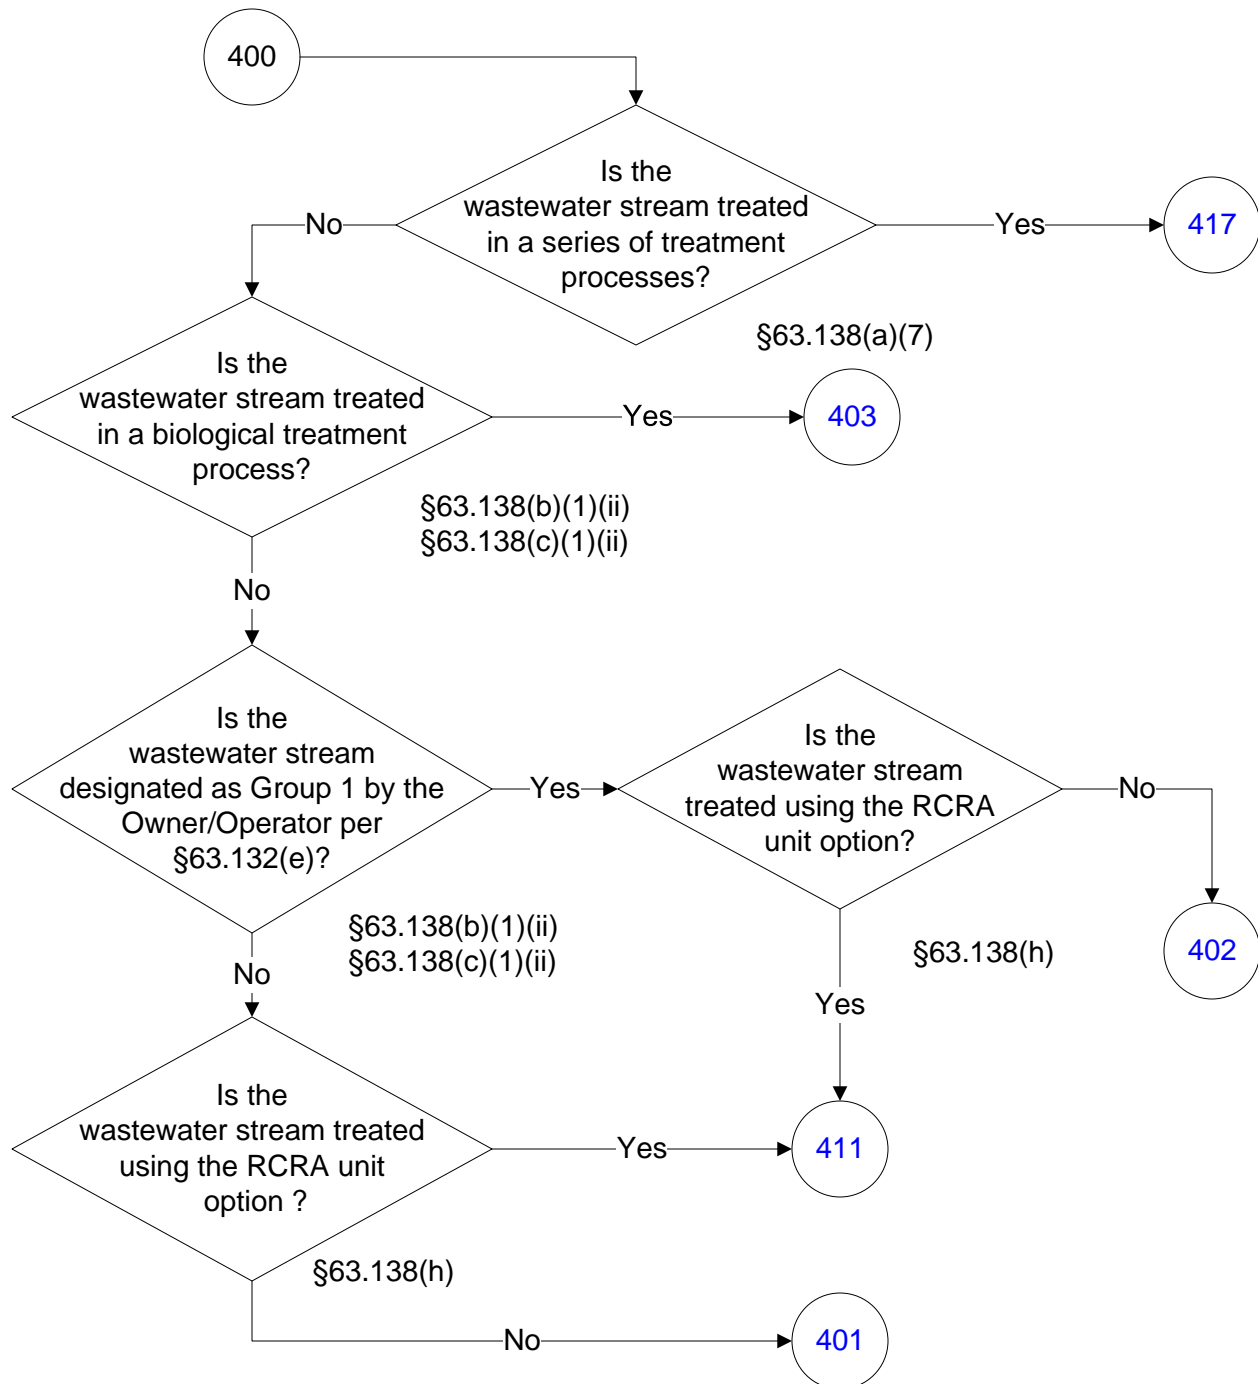 400
Is the
wastewater stream treated
in a series of treatment
processes?
No
Yes
417
§63.138(a)(7)
Is the
wastewater stream treated
in a biological treatment
process?
Yes
403
§63.138(b)(1)(ii)
§63.138(c)(1)(ii)
No
Is the
wastewater stream
designated as Group 1 by the
Owner/Operator per
§63.132(e)?
Yes
Is the
wastewater stream
treated using the RCRA
unit option?
No
§63.138(b)(1)(ii)
§63.138(c)(1)(ii)
§63.138(h)
402
No
Yes
Is the
wastewater stream treated
using the RCRA unit
option ?
Yes
411
§63.138(h)
No
401